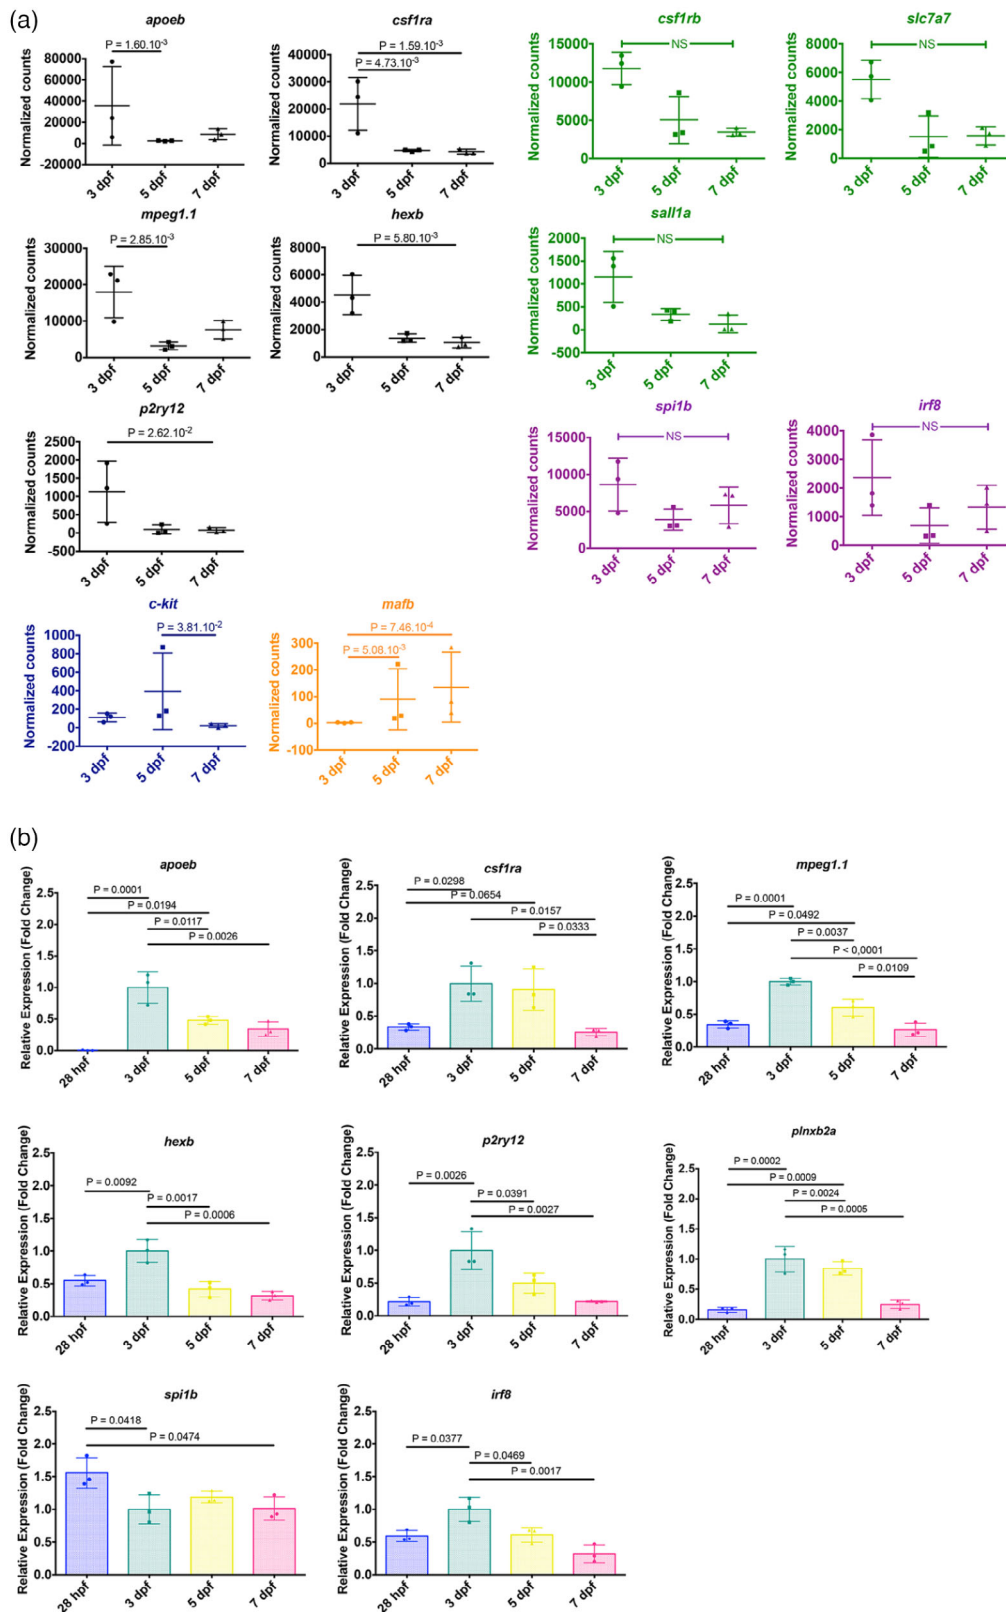 (a)
apoeb
P = 1.60.10-3
Normalized counts
80000
60000
40000
20000
0
-20000
3 dpf
5 dpf
7 dpf
csf1ra
P = 1.59.10-3
P = 4.73.10-3
Normalized counts
40000
30000
20000
10000
0
3 dpf
5 dpf
7 dpf
csf1rb
NS
Normalized counts
15000
10000
5000
0
3 dpf
5 dpf
7 dpf
slc7a7
NS
Normalized counts
8000
6000
4000
2000
0
3 dpf
5 dpf
7 dpf
mpeg1.1
P = 2.85.10-3
Normalized counts
30000
20000
10000
0
3 dpf
5 dpf
7 dpf
hexb
P = 5.80.10-3
Normalized counts
8000
6000
4000
2000
0
3 dpf
5 dpf
7 dpf
sall1a
NS
Normalized counts
2000
1500
1000
500
0
-500
3 dpf
5 dpf
7 dpf
p2ry12
P = 2.62.10-2
Normalized counts
2500
2000
1500
1000
500
0
-500
3 dpf
5 dpf
7 dpf
spi1b
NS
Normalized counts
15000
10000
5000
0
3 dpf
5 dpf
7 dpf
irf8
NS
Normalized counts
4000
3000
2000
1000
0
3 dpf
5 dpf
7 dpf
c-kit
P = 3.81.10-2
Normalized counts
1000
800
600
400
200
0
-200
3 dpf
5 dpf
7 dpf
mafb
P = 7.46.10-4
P = 5.08.10-3
Normalized counts
300
200
100
0
-100
3 dpf
5 dpf
7 dpf
(b)
apoeb
P = 0.0001
P = 0.0194
P = 0.0117
P = 0.0026
Relative Expression (Fold Change)
2.5
2.0
1.5
1.0
0.5
0.0
28 hpf
3 dpf
5 dpf
7 dpf
csf1ra
P = 0.0298
P = 0.0654
P = 0.0157
P = 0.0333
Relative Expression (Fold Change)
2.5
2.0
1.5
1.0
0.5
0.0
28 hpf
3 dpf
5 dpf
7 dpf
mpeg1.1
P = 0.0001
P = 0.0492
P = 0.0037
P < 0,0001
P = 0.0109
Relative Expression (Fold Change)
2.5
2.0
1.5
1.0
0.5
0.0
28 hpf
3 dpf
5 dpf
7 dpf
hexb
P = 0.0092
P = 0.0017
P = 0.0006
Relative Expression (Fold Change)
2.5
2.0
1.5
1.0
0.5
0.0
28 hpf
3 dpf
5 dpf
7 dpf
p2ry12
P = 0.0026
P = 0.0391
P = 0.0027
Relative Expression (Fold Change)
2.5
2.0
1.5
1.0
0.5
0.0
28 hpf
3 dpf
5 dpf
7 dpf
plnxb2a
P = 0.0002
P = 0.0009
P = 0.0024
P = 0.0005
Relative Expression (Fold Change)
2.5
2.0
1.5
1.0
0.5
0.0
28 hpf
3 dpf
5 dpf
7 dpf
spi1b
P = 0.0418
P = 0.0474
Relative Expression (Fold Change)
2.5
2.0
1.5
1.0
0.5
0.0
28 hpf
3 dpf
5 dpf
7 dpf
irf8
P = 0.0377
P = 0.0469
P = 0.0017
Relative Expression (Fold Change)
2.5
2.0
1.5
1.0
0.5
0.0
28 hpf
3 dpf
5 dpf
7 dpf